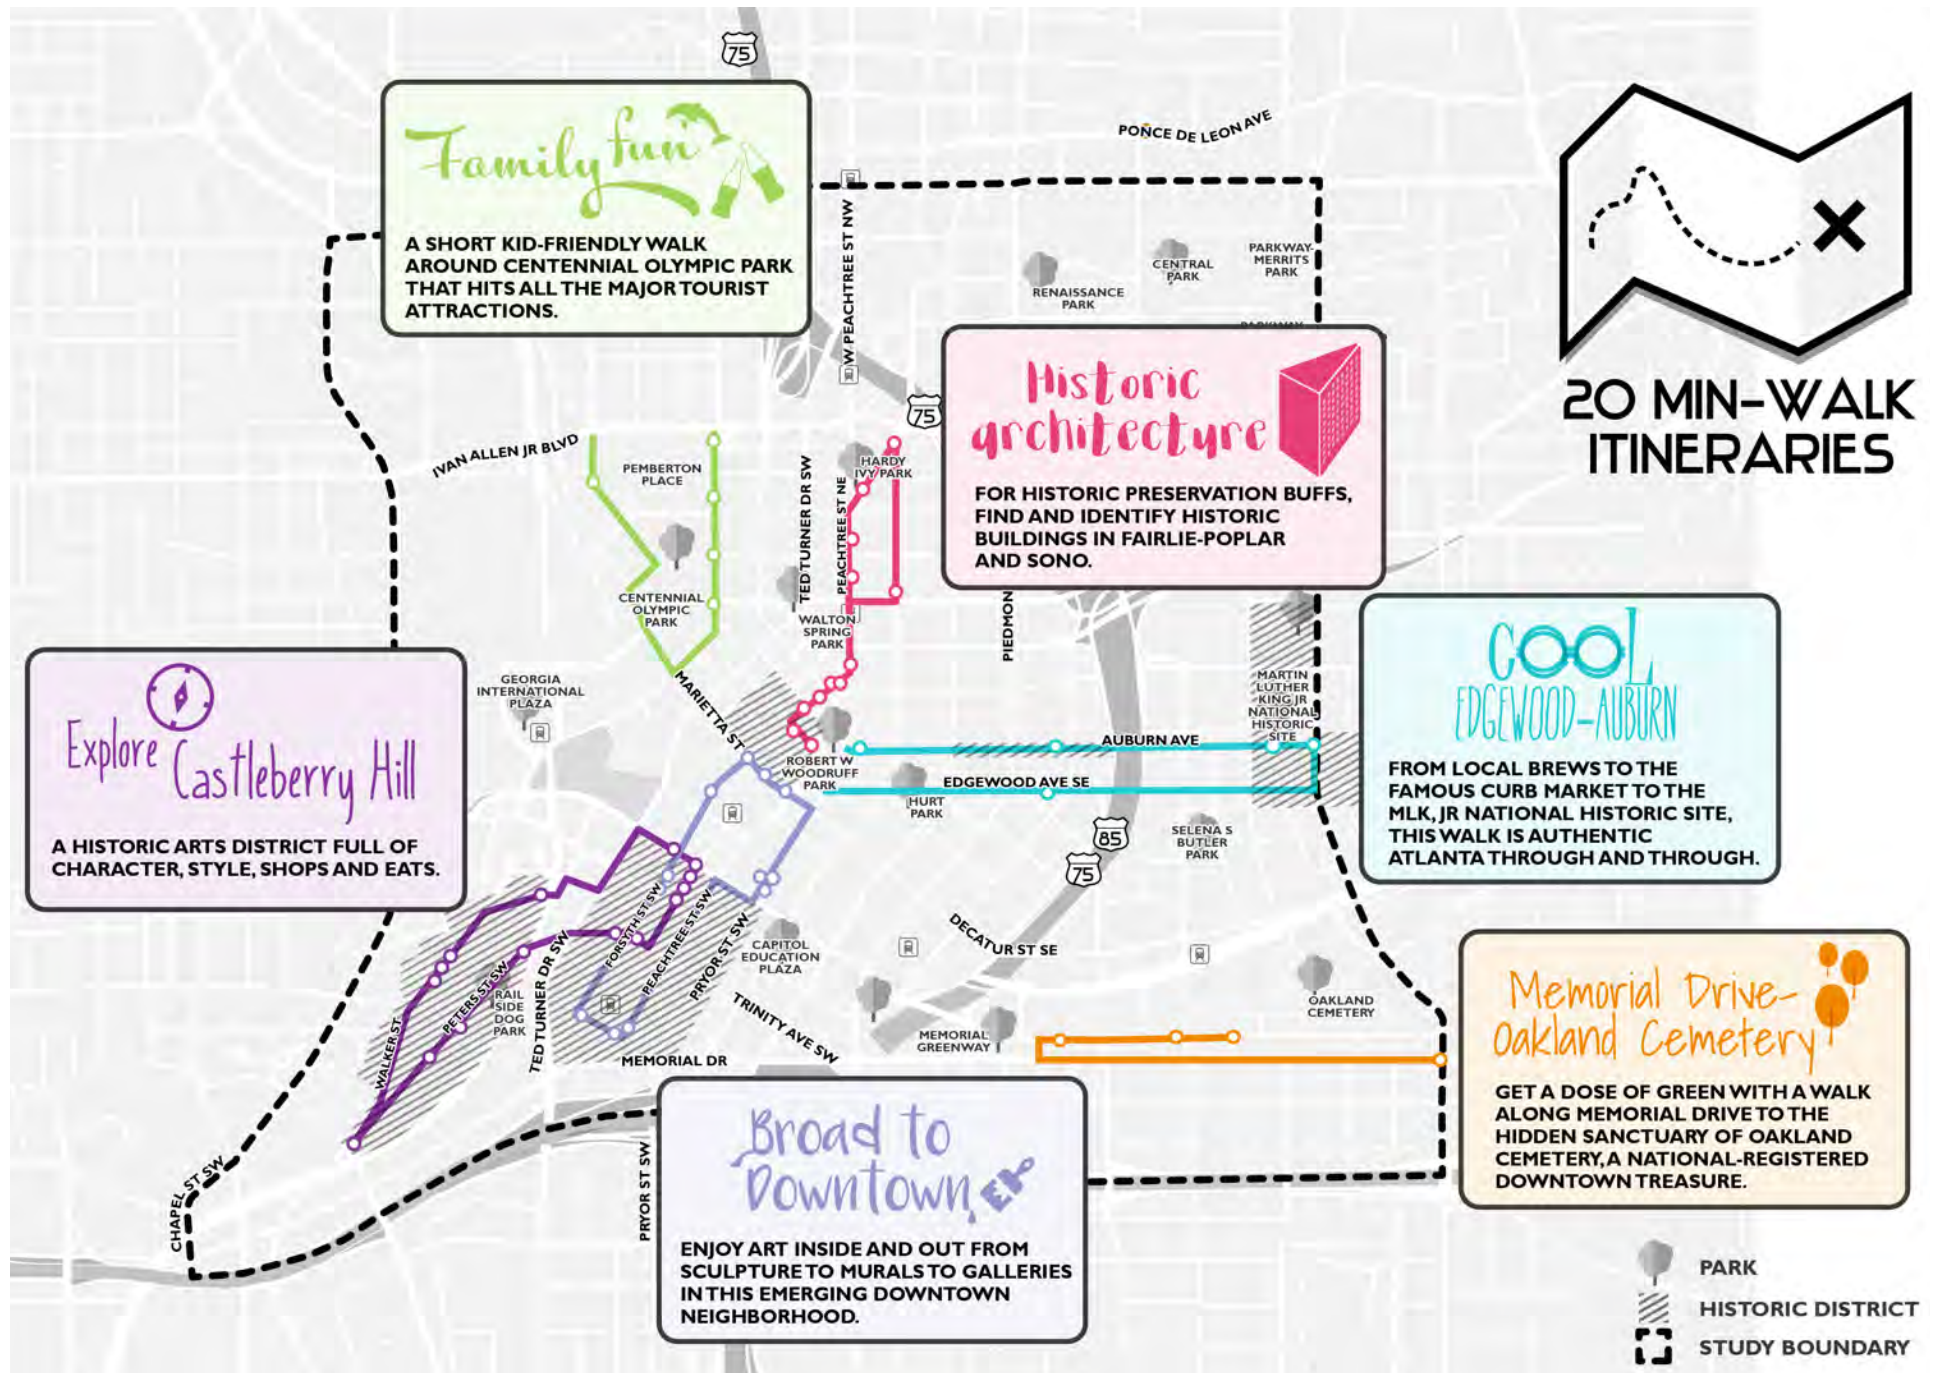 75
Family fun
A SHORT KID-FRIENDLY WALK
AROUND CENTENNIAL OLYMPIC PARK
THAT HITS ALL THE MAJOR TOURIST
ATTRACTIONS.
PONCE DE LEON AVE
W PEACHTREE ST NW
RENAISSANCE
PARK
CENTRAL
PARK
PARKWAY-
MERRITS
PARK
20 MIN-WALK
ITINERARIES
75
Historic
architecture
FOR HISTORIC PRESERVATION BUFFS,
FIND AND IDENTIFY HISTORIC
BUILDINGS IN FAIRLIE-POPLAR
AND SONO.
IVAN ALLEN JR BLVD
PEMBERTON
PLACE
TED TURNER DR SW
PEACHTREE ST NE
HARDY
IVY PARK
CENTENNIAL
OLYMPIC
PARK
WALTON
SPRING
PARK
PIEDMON
MARTIN
LUTHER
KING JR
NATIONAL
HISTORIC
SITE
COOL
EDGEWOOD-AUBURN
FROM LOCAL BREWS TO THE
FAMOUS CURB MARKET TO THE
MLK, JR NATIONAL HISTORIC SITE,
THIS WALK IS AUTHENTIC
ATLANTA THROUGH AND THROUGH.
Explore Castleberry Hill
A HISTORIC ARTS DISTRICT FULL OF
CHARACTER, STYLE, SHOPS AND EATS.
GEORGIA
INTERNATIONAL
PLAZA
MARIETTA ST
ROBERT W
WOODRUFF
PARK
AUBURN AVE
EDGEWOOD AVE SE
HURT
PARK
SELENA S
BUTLER
PARK
85
75
DECATUR ST SE
FORSYTH ST SW
PEACHTREE ST SW
PRYOR ST SW
CAPITOL
EDUCATION
PLAZA
TRINITY AVE SW
WALKER ST
PETERS ST SW
RAIL
SIDE
DOG
PARK
TED TURNER DR SW
MEMORIAL DR
MEMORIAL
GREENWAY
OAKLAND
CEMETERY
Memorial Drive-
Oakland Cemetery
GET A DOSE OF GREEN WITH A WALK
ALONG MEMORIAL DRIVE TO THE
HIDDEN SANCTUARY OF OAKLAND
CEMETERY, A NATIONAL-REGISTERED
DOWNTOWN TREASURE.
CHAPEL ST SW
PRYOR ST SW
Broad to
Downtown
ENJOY ART INSIDE AND OUT FROM
SCULPTURE TO MURALS TO GALLERIES
IN THIS EMERGING DOWNTOWN
NEIGHBORHOOD.
PARK
HISTORIC DISTRICT
STUDY BOUNDARY